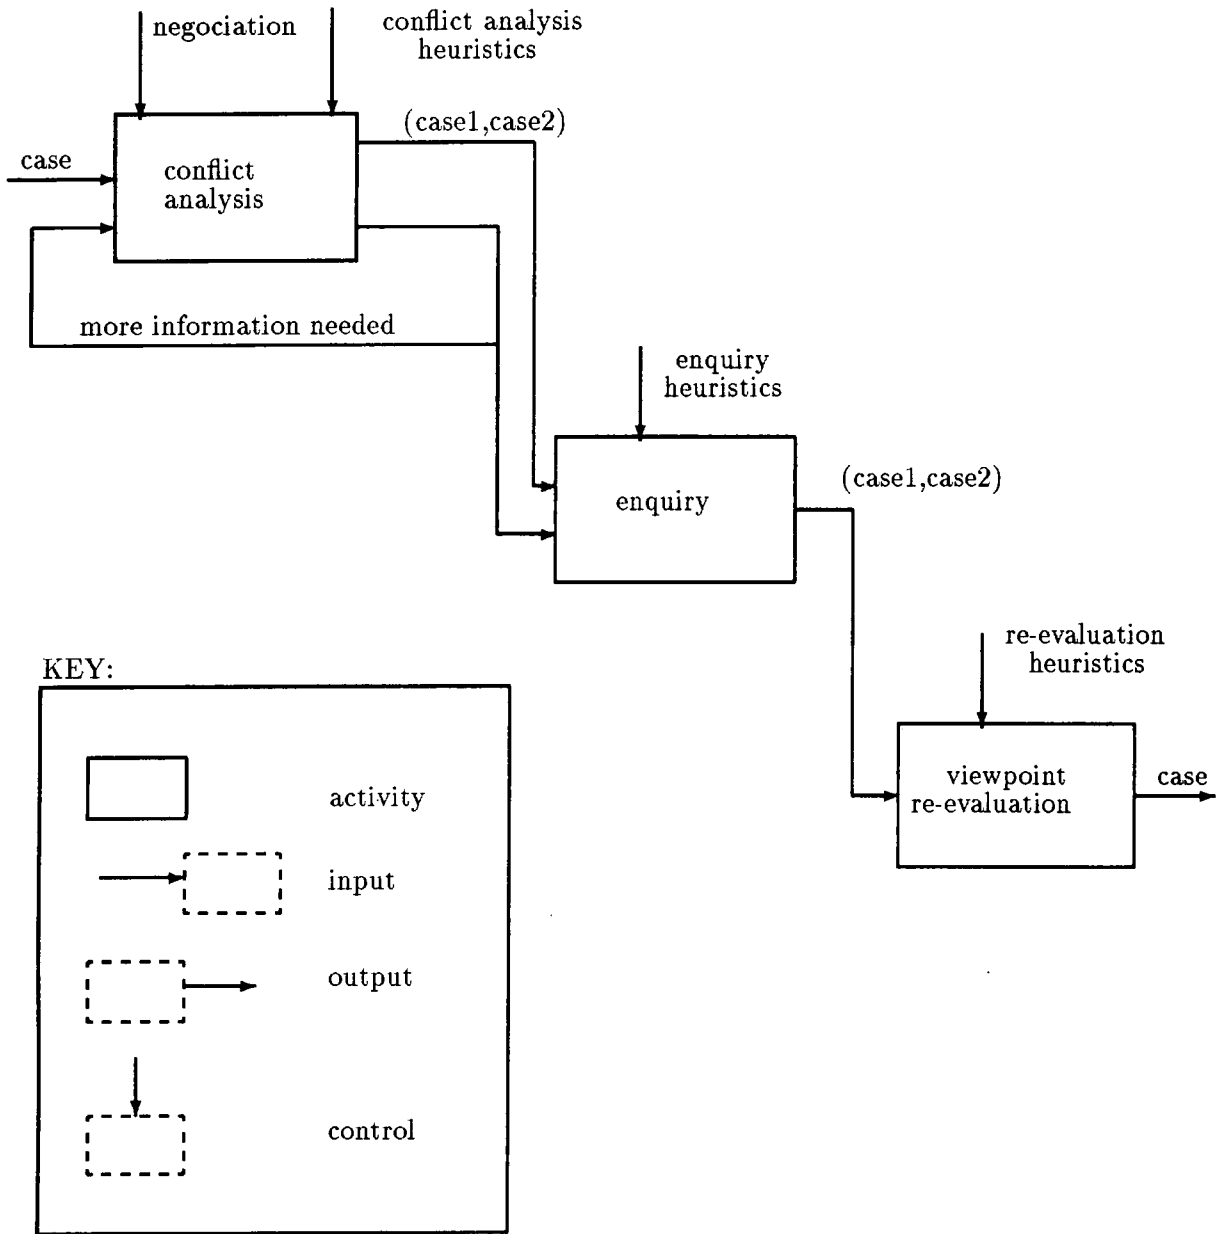 negociation
conflict analysis
heuristics
(case1,case2)
case
conflict
analysis
more information needed
enquiry
heuristics
(case1,case2)
enquiry
re-evaluation
heuristics
viewpoint
re-evaluation
case
KEY:
activity
input
output
control